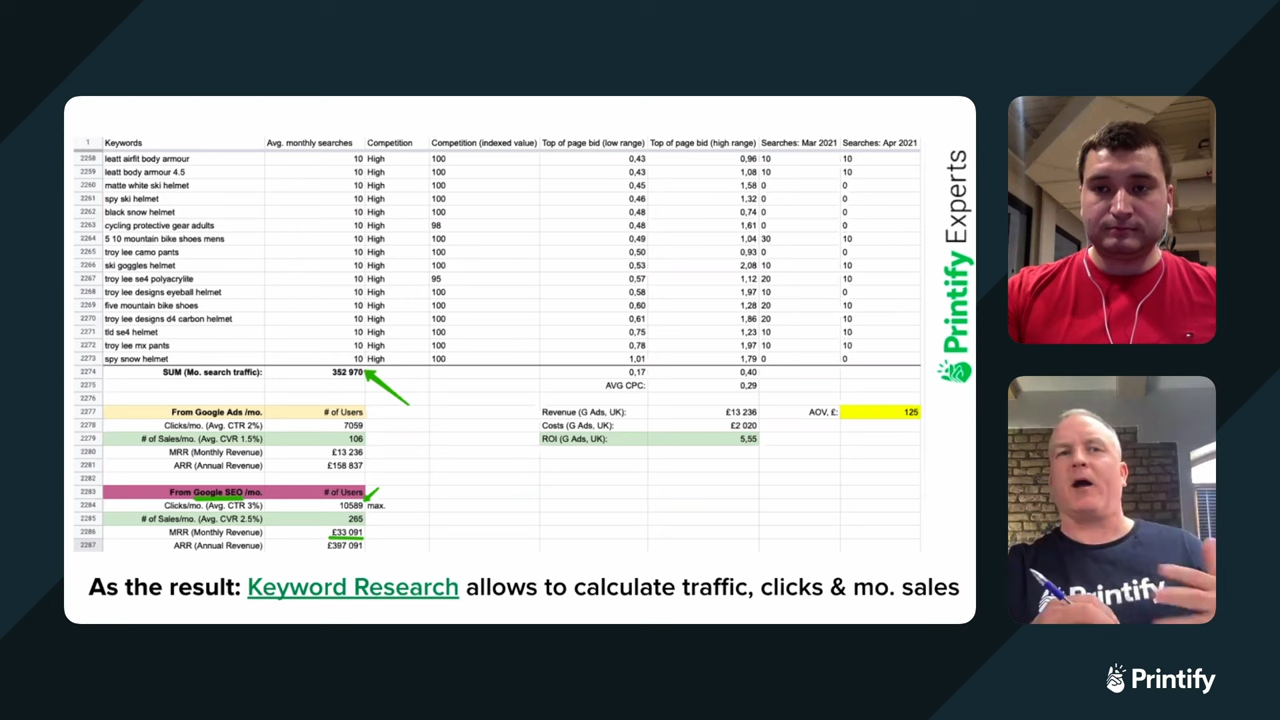 1 Keywords Avg. monthly searches Competition Competition (indexed value) Top of page bid (low range) Top of page bid (high range) Searches: Mar 2021 Searches: Apr 2021
2258 leatt airfit body armour 10 High 100 0,43 0,96 10 10
2259 leatt body armour 4.5 10 High 100 0,43 1,08 10 10
2260 matte white ski helmet 10 High 100 0,45 1,58 0 0
2261 spy ski helmet 10 High 100 0,46 1,32 0 0
2262 black snow helmet 10 High 100 0,48 0,74 0 0
2263 cycling protective gear adults 10 High 98 0,48 1,61 0 0
2264 5 10 mountain bike shoes mens 10 High 100 0,49 1,04 30 10
2265 troy lee camo pants 10 High 100 0,50 0,93 0 0
2266 ski goggles helmet 10 High 100 0,53 2,08 10 10
2267 troy lee se4 polyacrylite 10 High 95 0,57 1,12 20 10
2268 troy lee designs eyeball helmet 10 High 100 0,58 1,97 10 10
2269 five mountain bike shoes 10 High 100 0,60 1,28 20 10
2270 troy lee designs d4 carbon helmet 10 High 100 0,61 1,86 20 10
2271 tld se4 helmet 10 High 100 0,75 1,23 10 10
2272 troy lee mx pants 10 High 100 0,78 1,97 10 10
2273 spy snow helmet 10 High 100 1,01 1,79 0 0
2274 SUM (Mo. search traffic): 352 970 0,17 0,40
2275 AVG CPC: 0,29
2276
2277 From Google Ads /mo. # of Users Revenue (G Ads, UK): £13 236 AOV, £: 125
2278 Clicks/mo. (Avg. CTR 2%) 7059 Costs (G Ads, UK): £2 020
2279 # of Sales/mo. (Avg. CVR 1.5%) 106 ROI (G Ads, UK): 5,55
2280 MRR (Monthly Revenue) £13 236
2281 ARR (Annual Revenue) £158 837
2282
2283 From Google SEO /mo. # of Users
2284 Clicks/mo. (Avg. CTR 3%) 10589 max.
2285 # of Sales/mo. (Avg. CVR 2.5%) 265
2286 MRR (Monthly Revenue) £33 091
2287 ARR (Annual Revenue) £397 091
As the result: Keyword Research allows to calculate traffic, clicks & mo. sales
Printify Experts
Printify
Printify